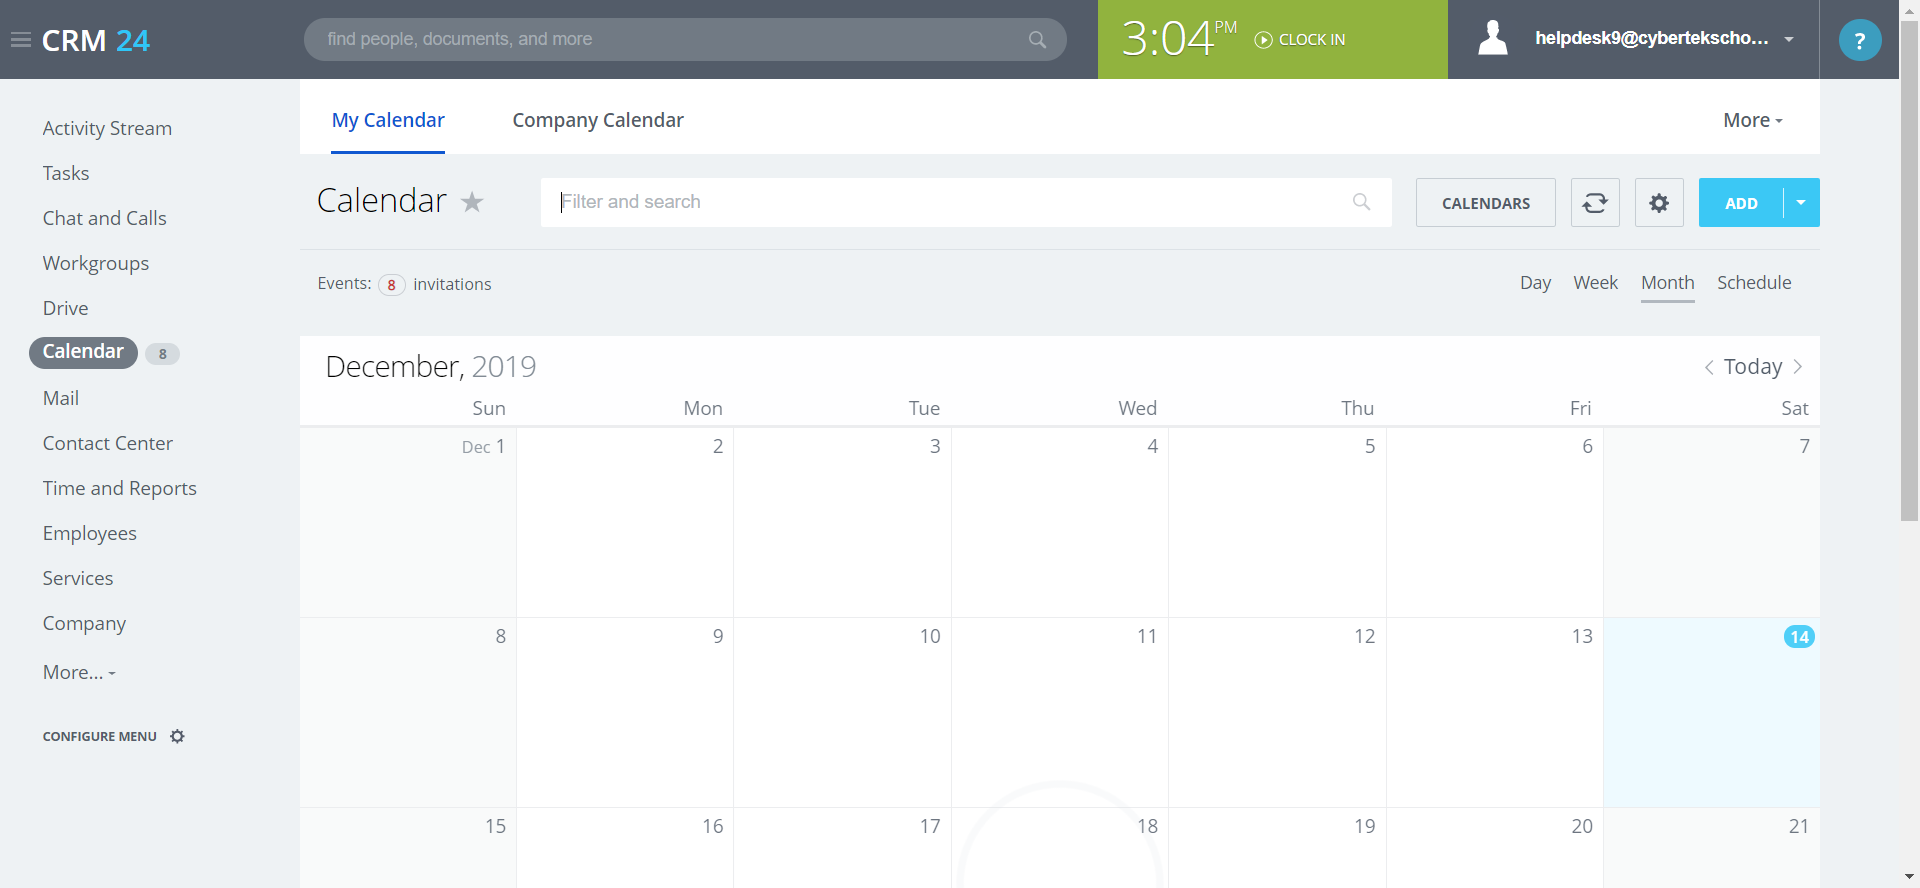 CRM 24
find people, documents, and more
3:04 PM
CLOCK IN
helpdesk9@cybertekscho...
?
Activity Stream
Tasks
Chat and Calls
Workgroups
Drive
Calendar 8
Mail
Contact Center
Time and Reports
Employees
Services
Company
More...
CONFIGURE MENU
My Calendar
Company Calendar
More
Calendar
Filter and search
CALENDARS
ADD
Events: 8 invitations
Day Week Month Schedule
December, 2019
Today
Sun Mon Tue Wed Thu Fri Sat
Dec 1 2 3 4 5 6 7
8 9 10 11 12 13 14
15 16 17 18 19 20 21